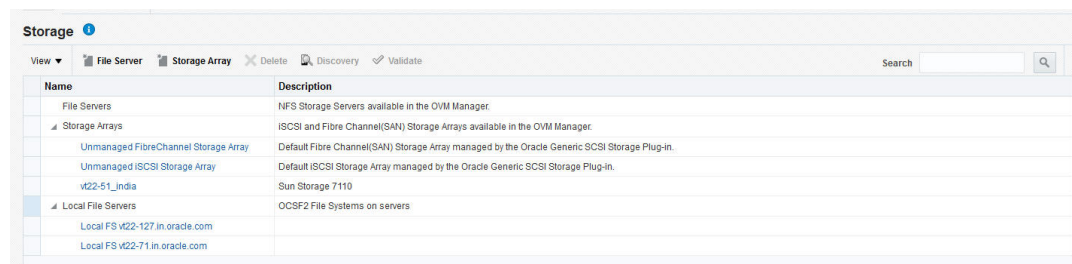 Storage
View File Server Storage Array Delete Discovery Validate Search
Name Description
File Servers NFS Storage Servers available in the OVM Manager.
Storage Arrays iSCSI and Fibre Channel(SAN) Storage Arrays available in the OVM Manager.
Unmanaged FibreChannel Storage Array Default Fibre Channel(SAN) Storage Array managed by the Oracle Generic SCSI Storage Plug-in.
Unmanaged iSCSI Storage Array Default iSCSI Storage Array managed by the Oracle Generic SCSI Storage Plug-in.
vt22-51_india Sun Storage 7110
Local File Servers OCSF2 File Systems on servers
Local FS vt22-127.in.oracle.com
Local FS vt22-71.in.oracle.com